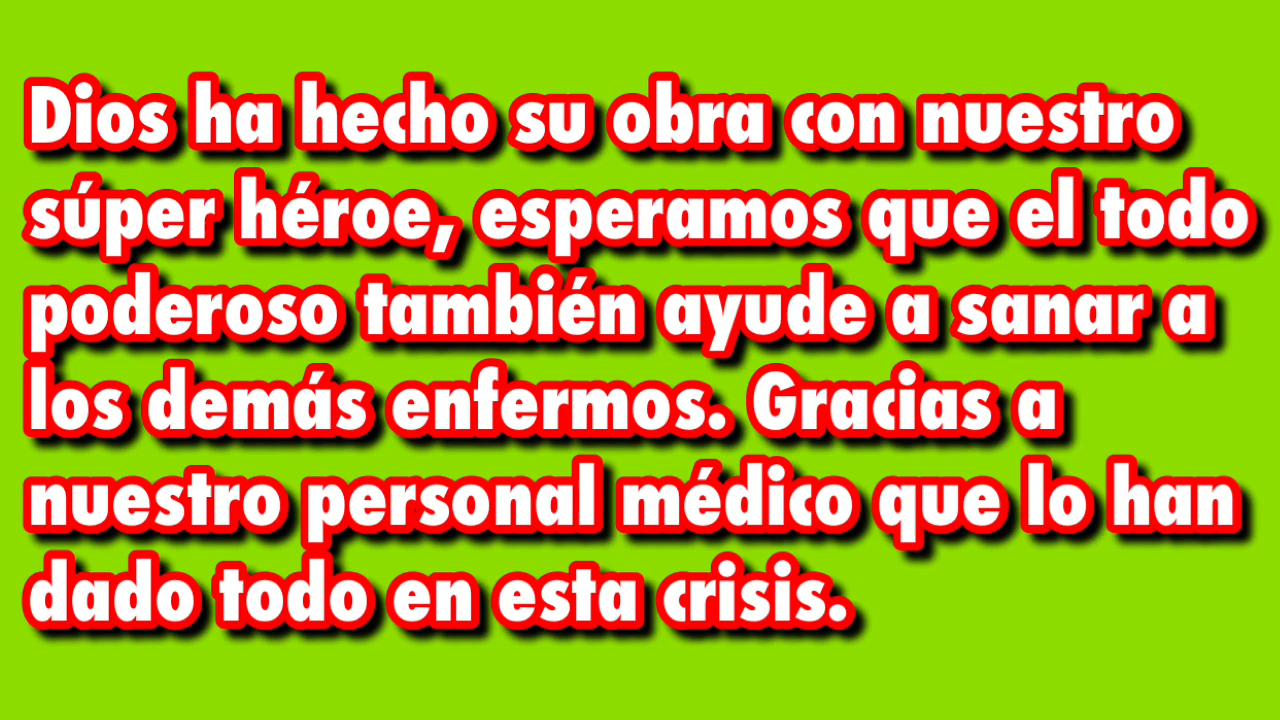 Dios ha hecho su obra con nuestro
súper héroe, esperamos que el todo
poderoso también ayude a sanar a
los demás enfermos. Gracias a
nuestro personal médico que lo han
dado todo en esta crisis.